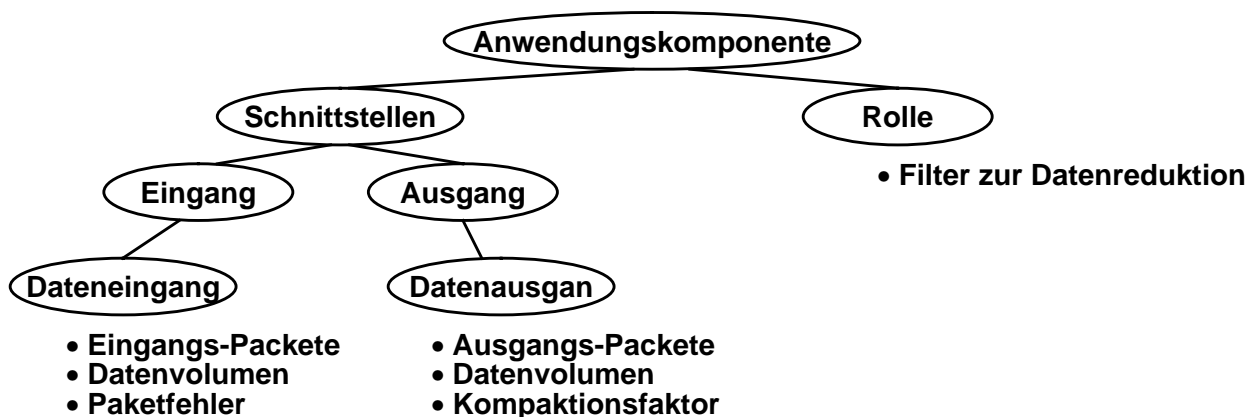 Anwendungskomponente
Schnittstellen
Rolle
• Filter zur Datenreduktion
Eingang
Ausgang
Dateneingang
Datenausgan
• Eingangs-Packete
• Datenvolumen
• Paketfehler
• Ausgangs-Packete
• Datenvolumen
• Kompaktionsfaktor